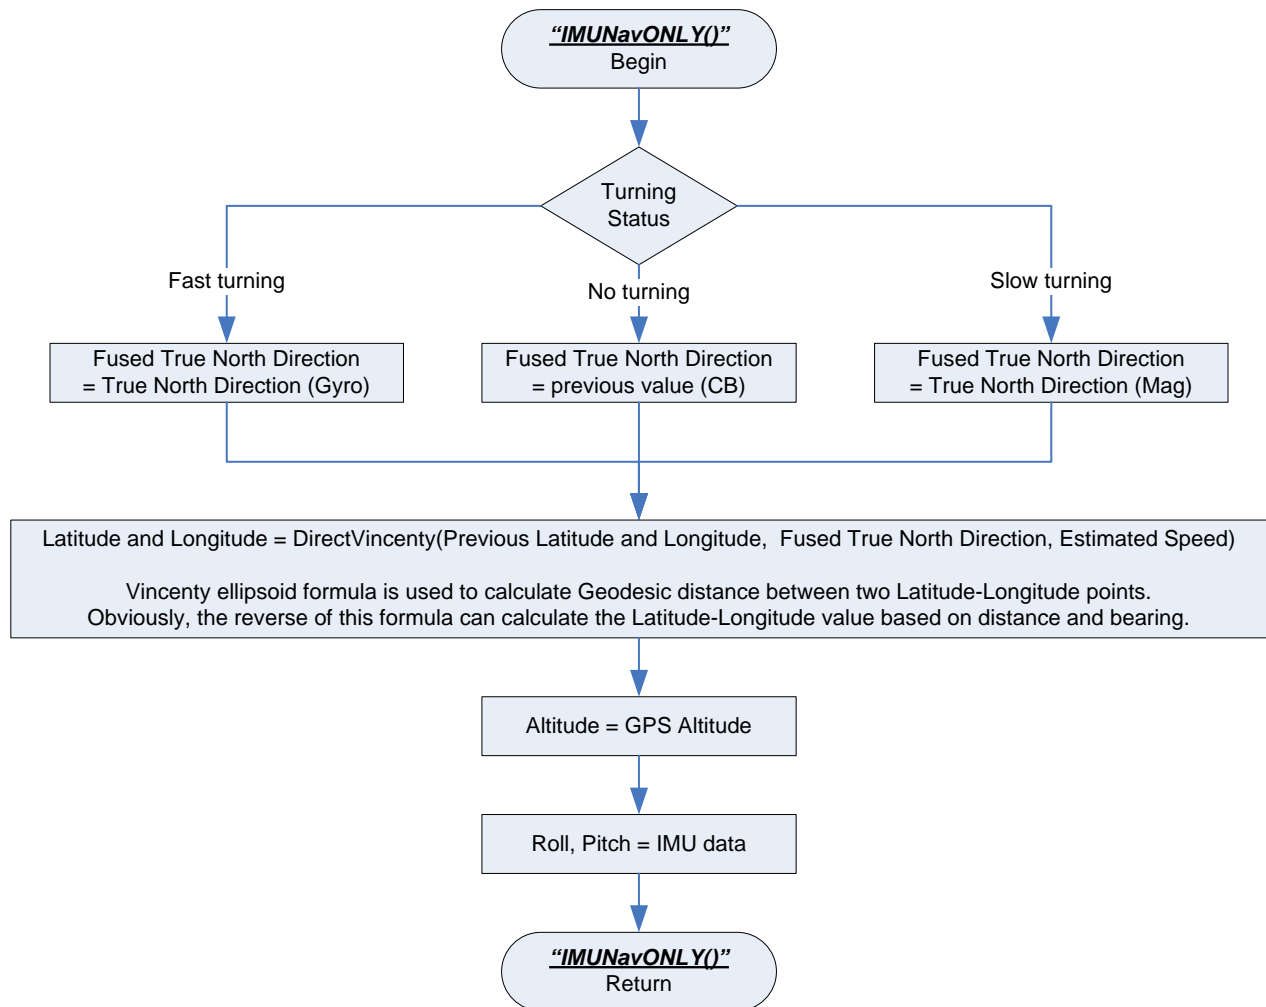 “IMUNavONLY()”
Begin
Turning
Status
Fast turning
No turning
Slow turning
Fused True North Direction
= True North Direction (Gyro)
Fused True North Direction
= previous value (CB)
Fused True North Direction
= True North Direction (Mag)
Latitude and Longitude = DirectVincenty(Previous Latitude and Longitude,  Fused True North Direction, Estimated Speed)
Vincenty ellipsoid formula is used to calculate Geodesic distance between two Latitude-Longitude points.
Obviously, the reverse of this formula can calculate the Latitude-Longitude value based on distance and bearing.
Altitude = GPS Altitude
Roll, Pitch = IMU data
“IMUNavONLY()”
Return